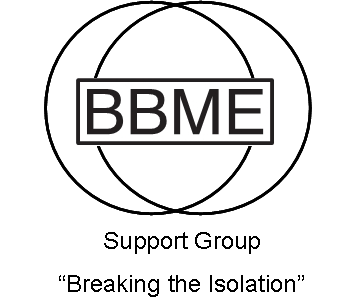 BBME
Support Group
“Breaking the Isolation”